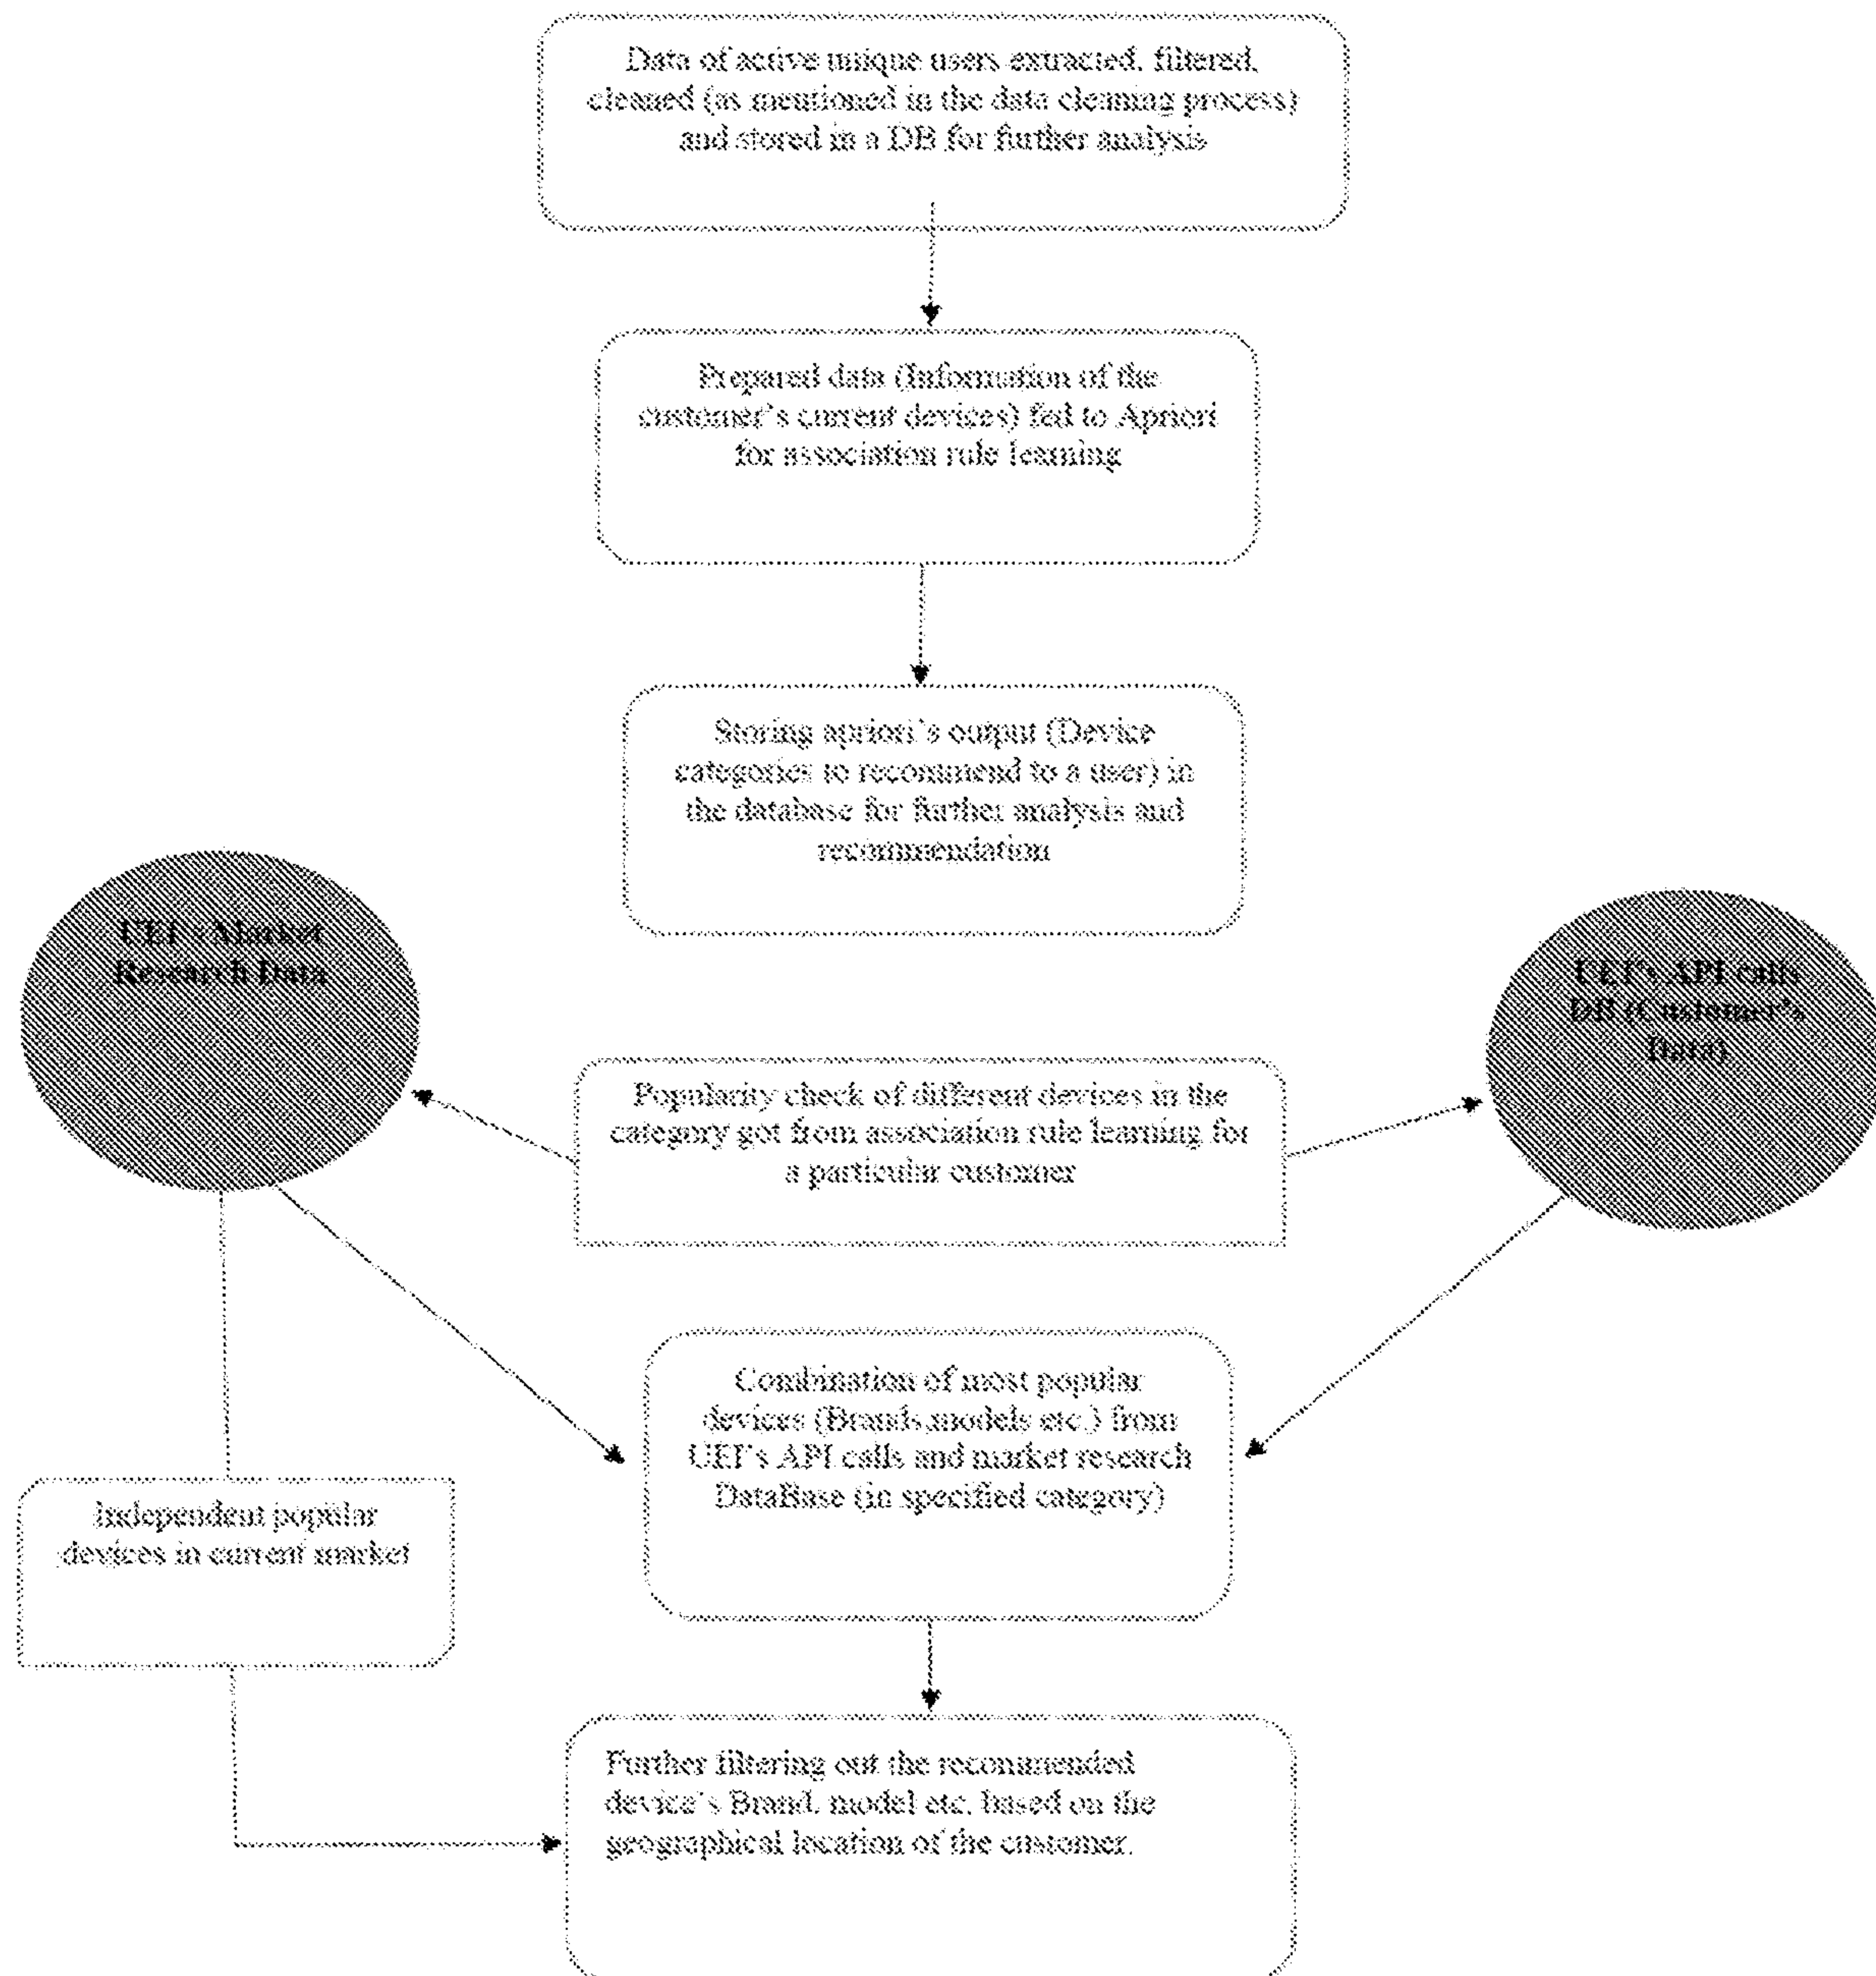 Data of active unique users extracted, filtered,
cleaned (as mentioned in the data cleaning process)
and stored in a DB for further analysis
Prepared data (Information of the
customer's current devices) fed to Apriori
for association rule learning
Storing apriori's output (Device
categories to recommend to a user) in
the database for further analysis and
recommendation
UEI's Market
Research Data
UEI's API calls
DB (Customer's
Data)
Popularity check of different devices in the
category got from association rule learning for
a particular customer
Combination of most popular
devices (Brands,models etc.) from
UEI's API calls and market research
DataBase (in specified category)
Independent popular
devices in current market
Further filtering out the recommended
device's Brand, model etc. based on the
geographical location of the customer.